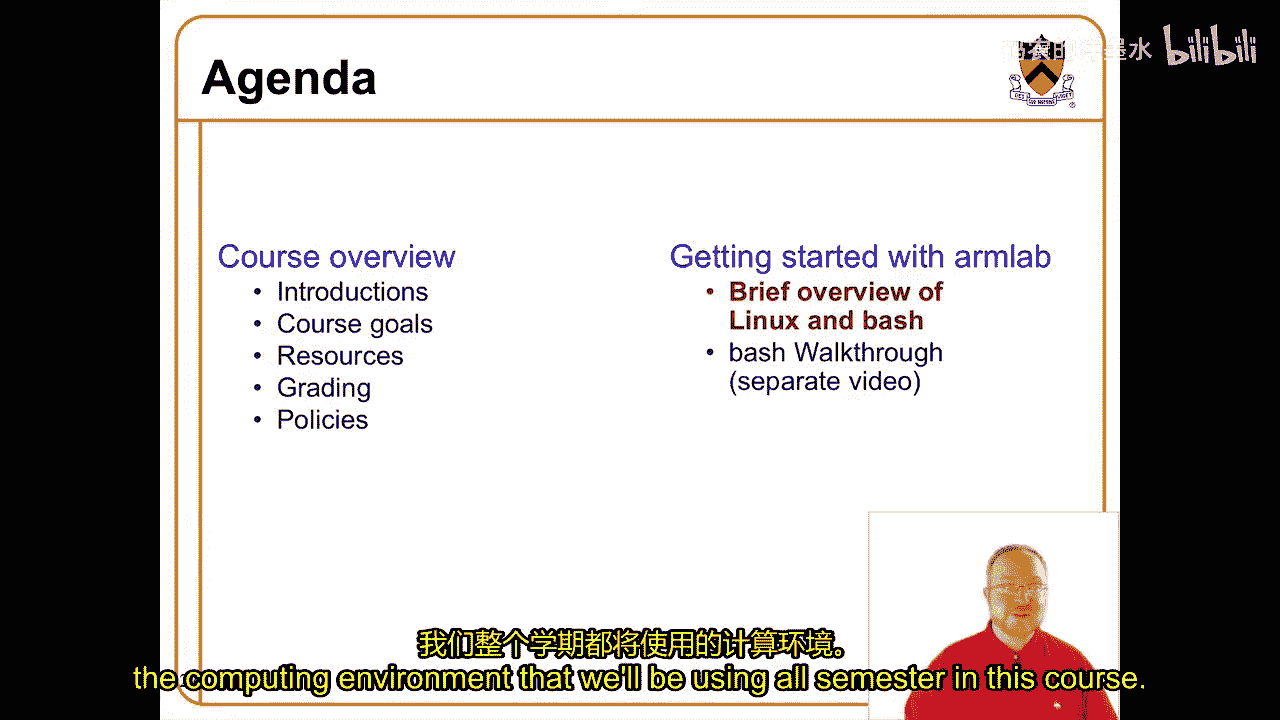 Agenda
bilibili
Course overview
• Introductions
• Course goals
• Resources
• Grading
• Policies
Getting started with armlab
• Brief overview of
Linux and bash
• bash Walkthrough
(separate video)
我们整个学期都将使用的计算环境。
the computing environment that we'll be using all semester in this course.